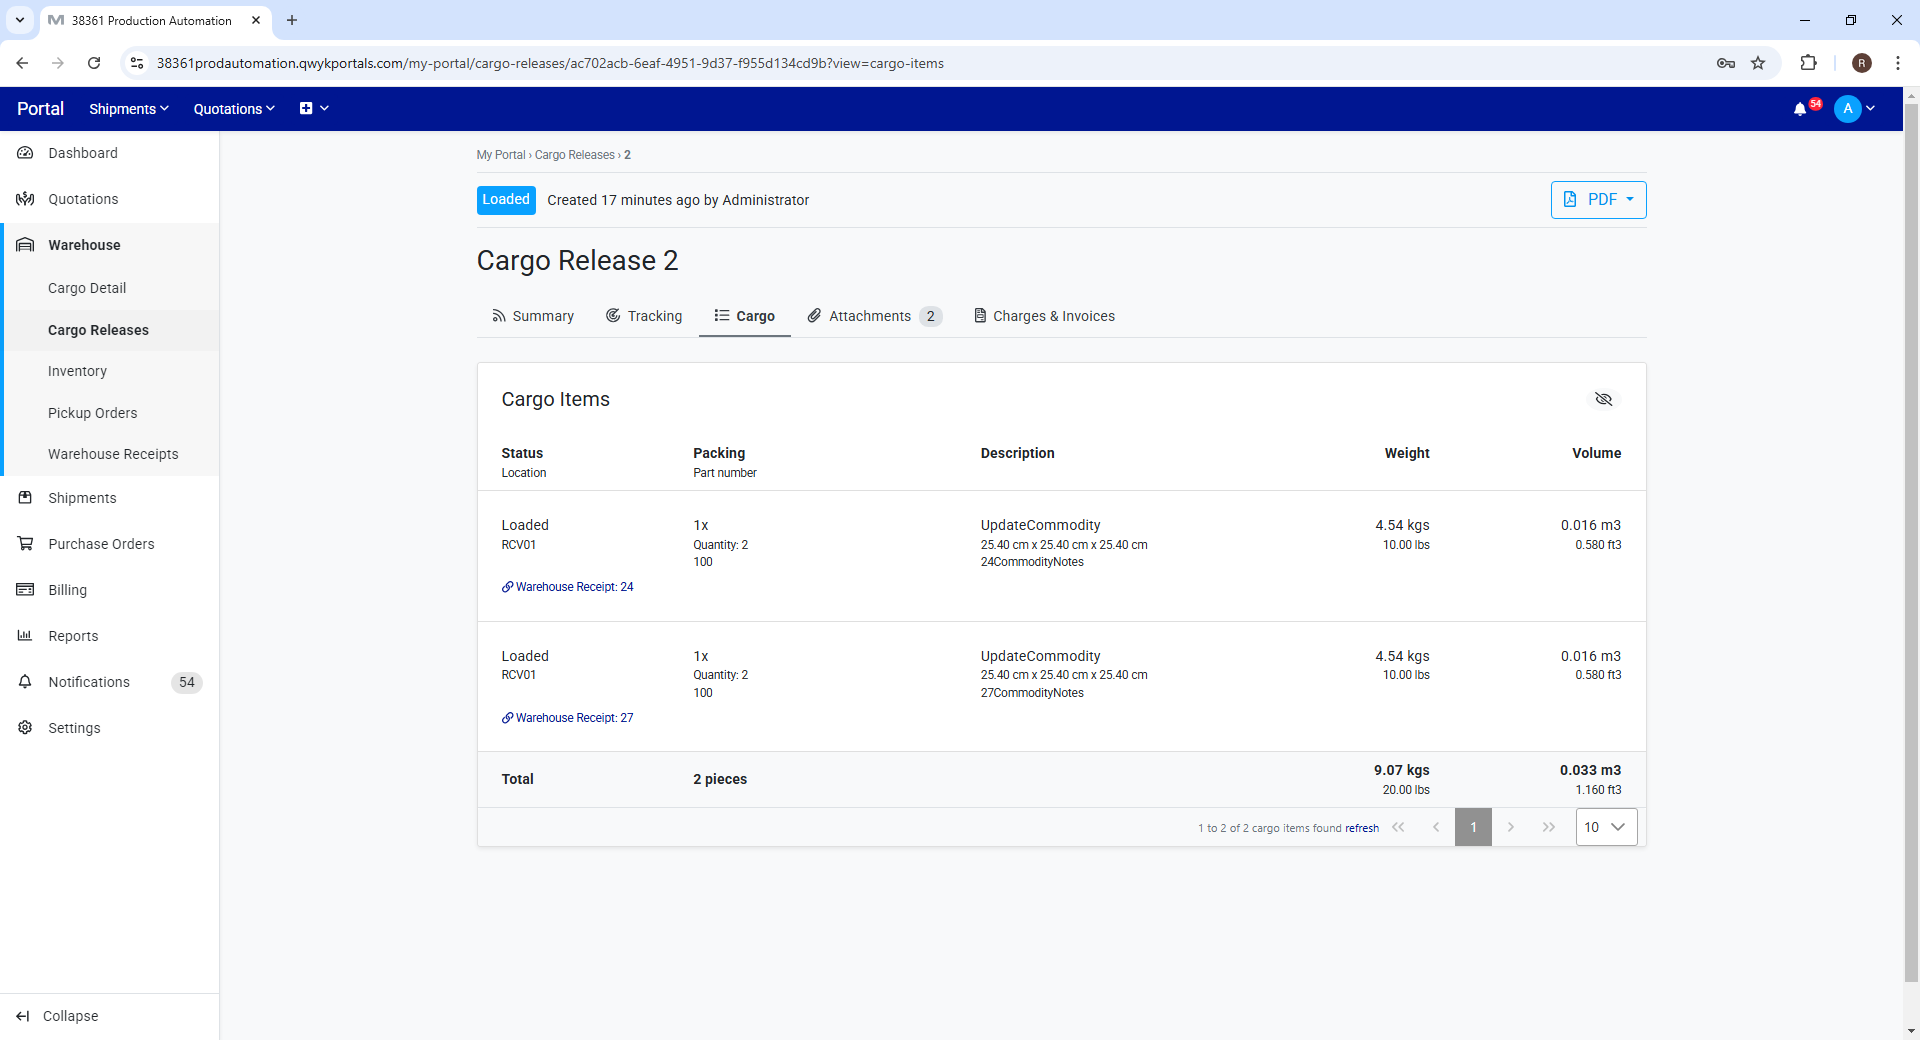 38361 Production Automation
38361prodautomation.qwykportals.com/my-portal/cargo-releases/ac702acb-6eaf-4951-9d37-f955d134cd9b?view=cargo-items
R
Portal Shipments Quotations
54
A
Dashboard
Quotations
Warehouse
Cargo Detail
Cargo Releases
Inventory
Pickup Orders
Warehouse Receipts
Shipments
Purchase Orders
Billing
Reports
Notifications 54
Settings
Collapse
My Portal › Cargo Releases › 2
Loaded Created 17 minutes ago by Administrator
PDF
Cargo Release 2
Summary Tracking Cargo Attachments 2 Charges & Invoices
Cargo Items
Status Packing Description Weight Volume
Location Part number
Loaded 1x UpdateCommodity 4.54 kgs 0.016 m3
RCV01 Quantity: 2 25.40 cm x 25.40 cm x 25.40 cm 10.00 lbs 0.580 ft3
100 24CommodityNotes
Warehouse Receipt: 24
Loaded 1x UpdateCommodity 4.54 kgs 0.016 m3
RCV01 Quantity: 2 25.40 cm x 25.40 cm x 25.40 cm 10.00 lbs 0.580 ft3
100 27CommodityNotes
Warehouse Receipt: 27
Total 2 pieces 9.07 kgs 0.033 m3
20.00 lbs 1.160 ft3
1 to 2 of 2 cargo items found refresh 1 10